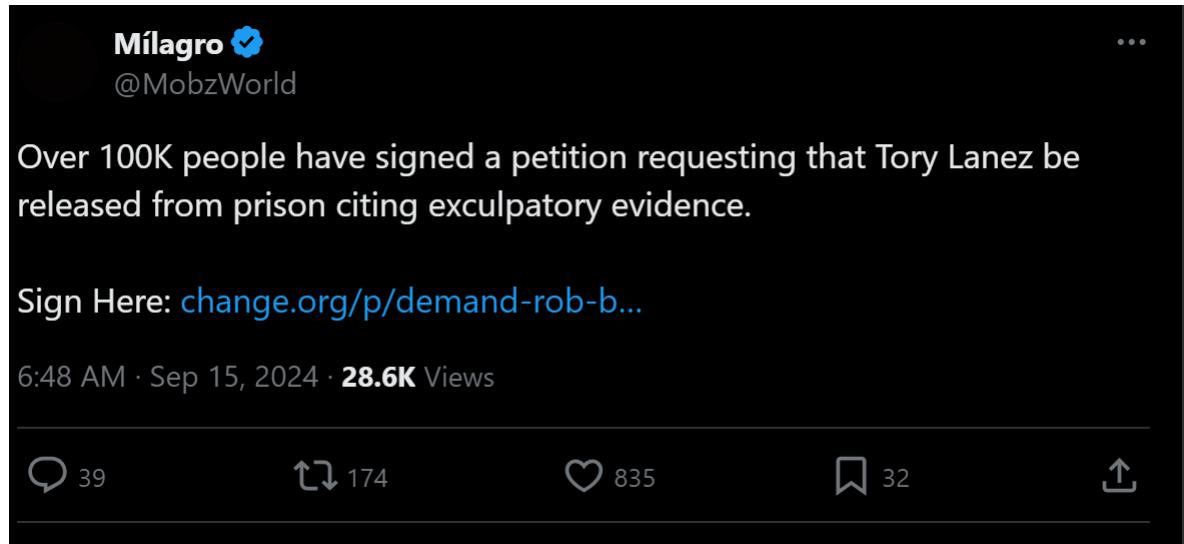 Mílagro
@MobzWorld
Over 100K people have signed a petition requesting that Tory Lanez be
released from prison citing exculpatory evidence.
Sign Here: change.org/p/demand-rob-b...
6:48 AM · Sep 15, 2024 · 28.6K Views
39 174 835 32